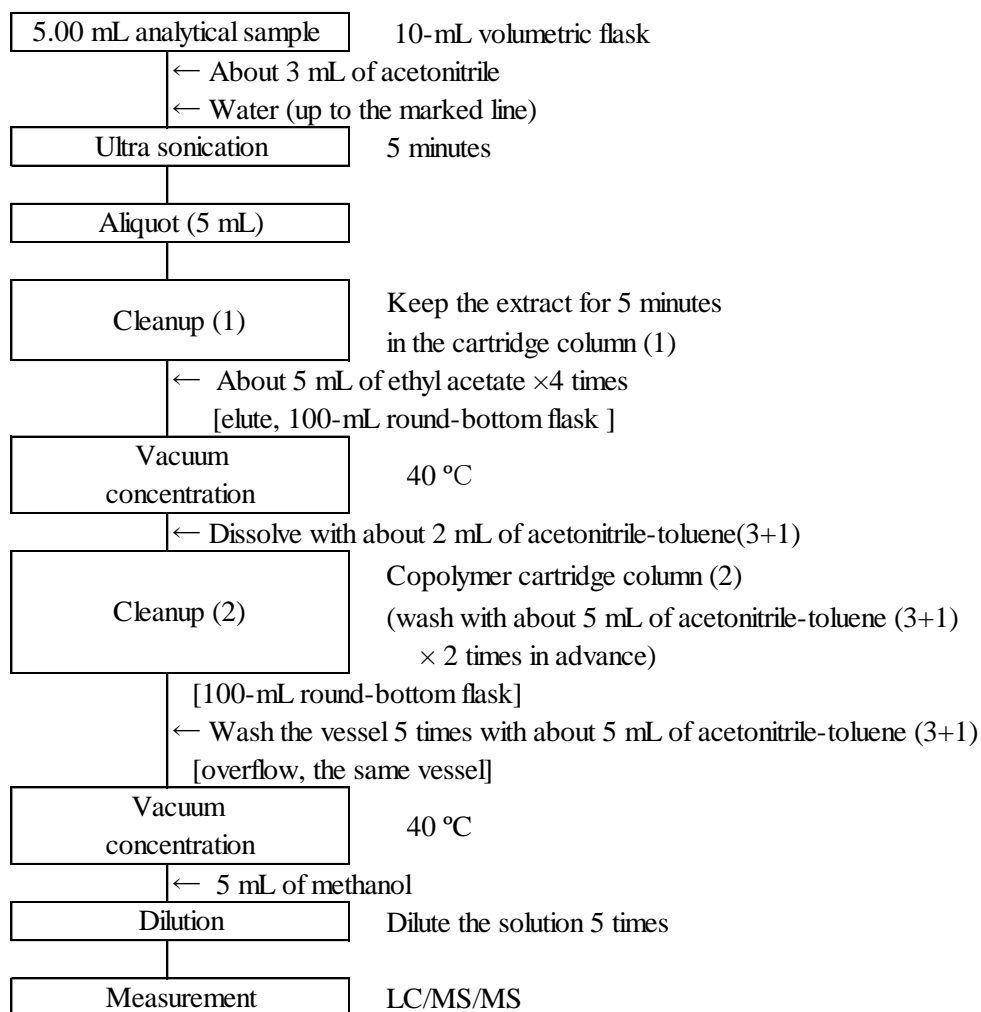 5.00 mL analytical sample 10-mL volumetric flask
← About 3 mL of acetonitrile
← Water (up to the marked line)
Ultra sonication 5 minutes
Aliquot (5 mL)
Cleanup (1)
Keep the extract for 5 minutes
in the cartridge column (1)
← About 5 mL of ethyl acetate ×4 times
[elute, 100-mL round-bottom flask ]
Vacuum
concentration
40 ºC
← Dissolve with about 2 mL of acetonitrile-toluene(3+1)
Cleanup (2)
Copolymer cartridge column (2)
(wash with about 5 mL of acetonitrile-toluene (3+1)
× 2 times in advance)
[100-mL round-bottom flask]
← Wash the vessel 5 times with about 5 mL of acetonitrile-toluene (3+1)
[overflow, the same vessel]
Vacuum
concentration
40 ºC
← 5 mL of methanol
Dilution Dilute the solution 5 times
Measurement LC/MS/MS